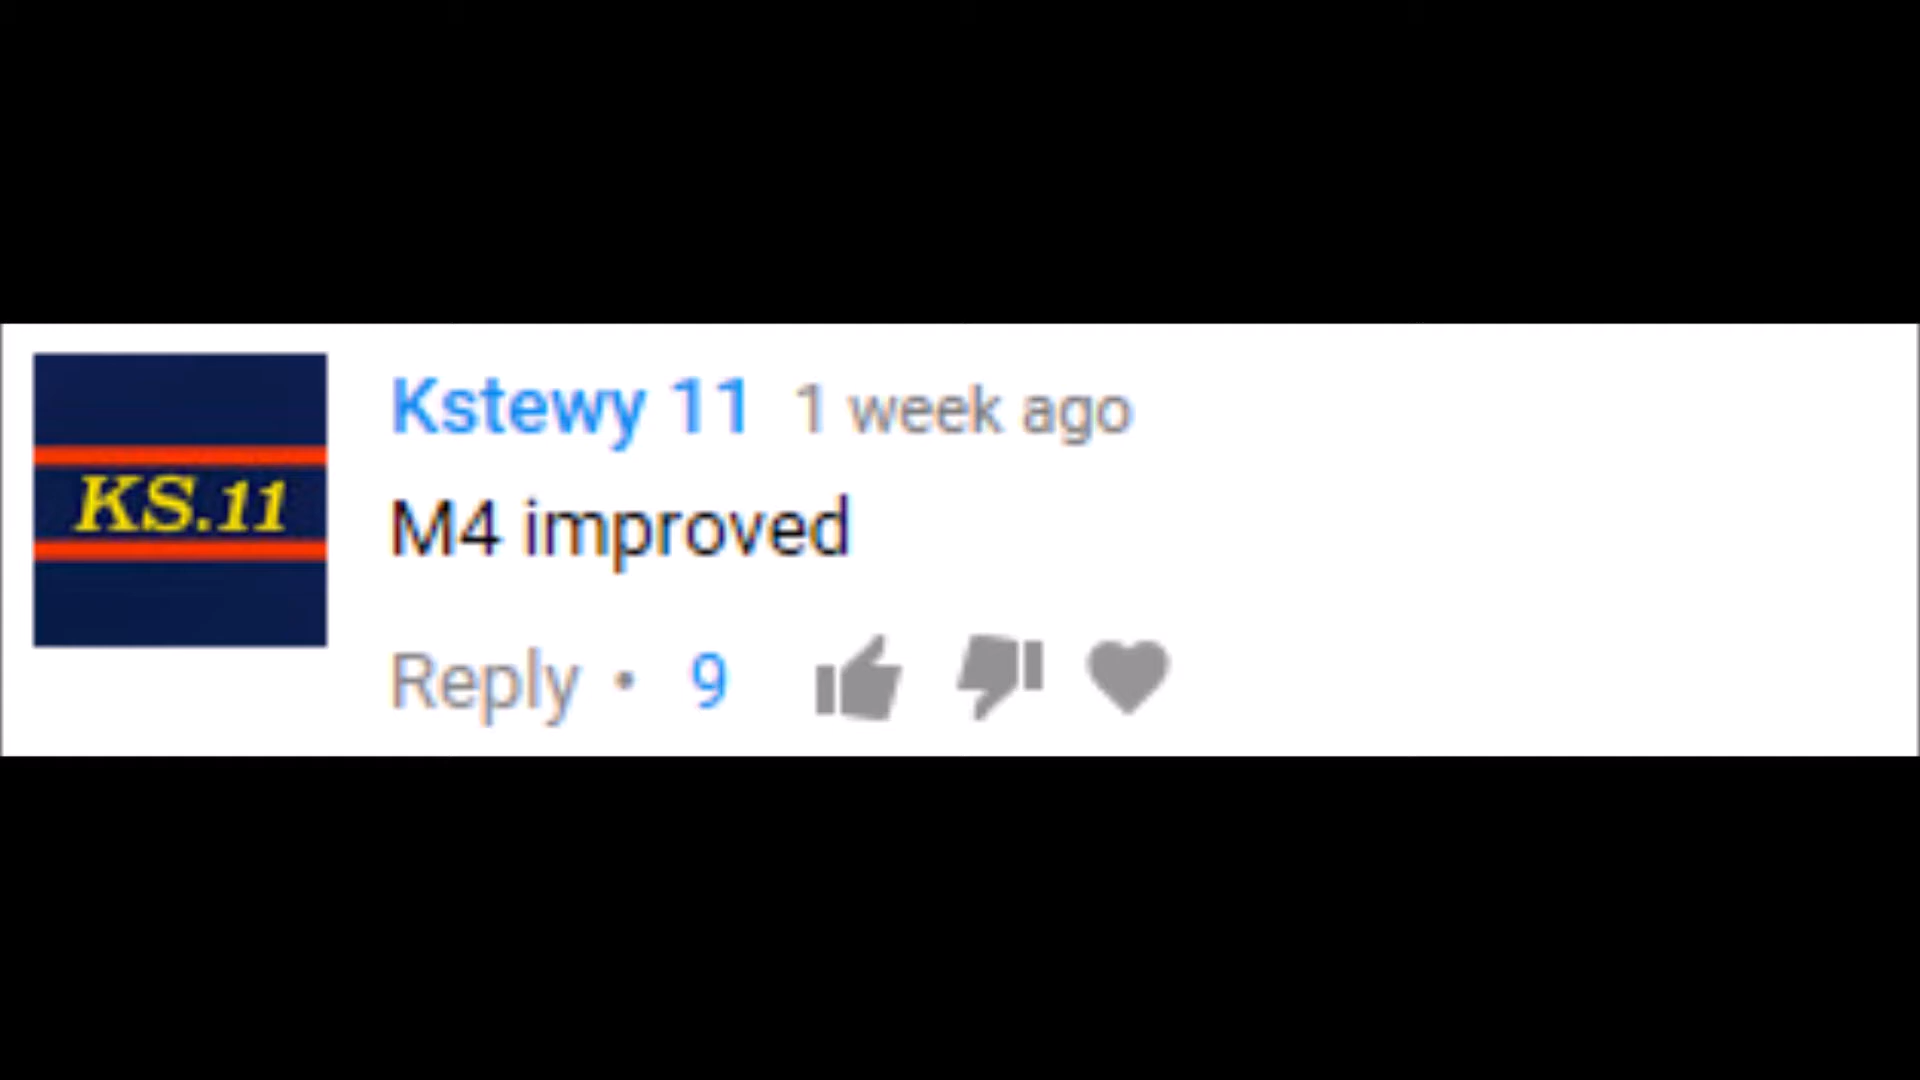 KS.11
Kstewy 11 1 week ago
M4 improved
Reply • 9